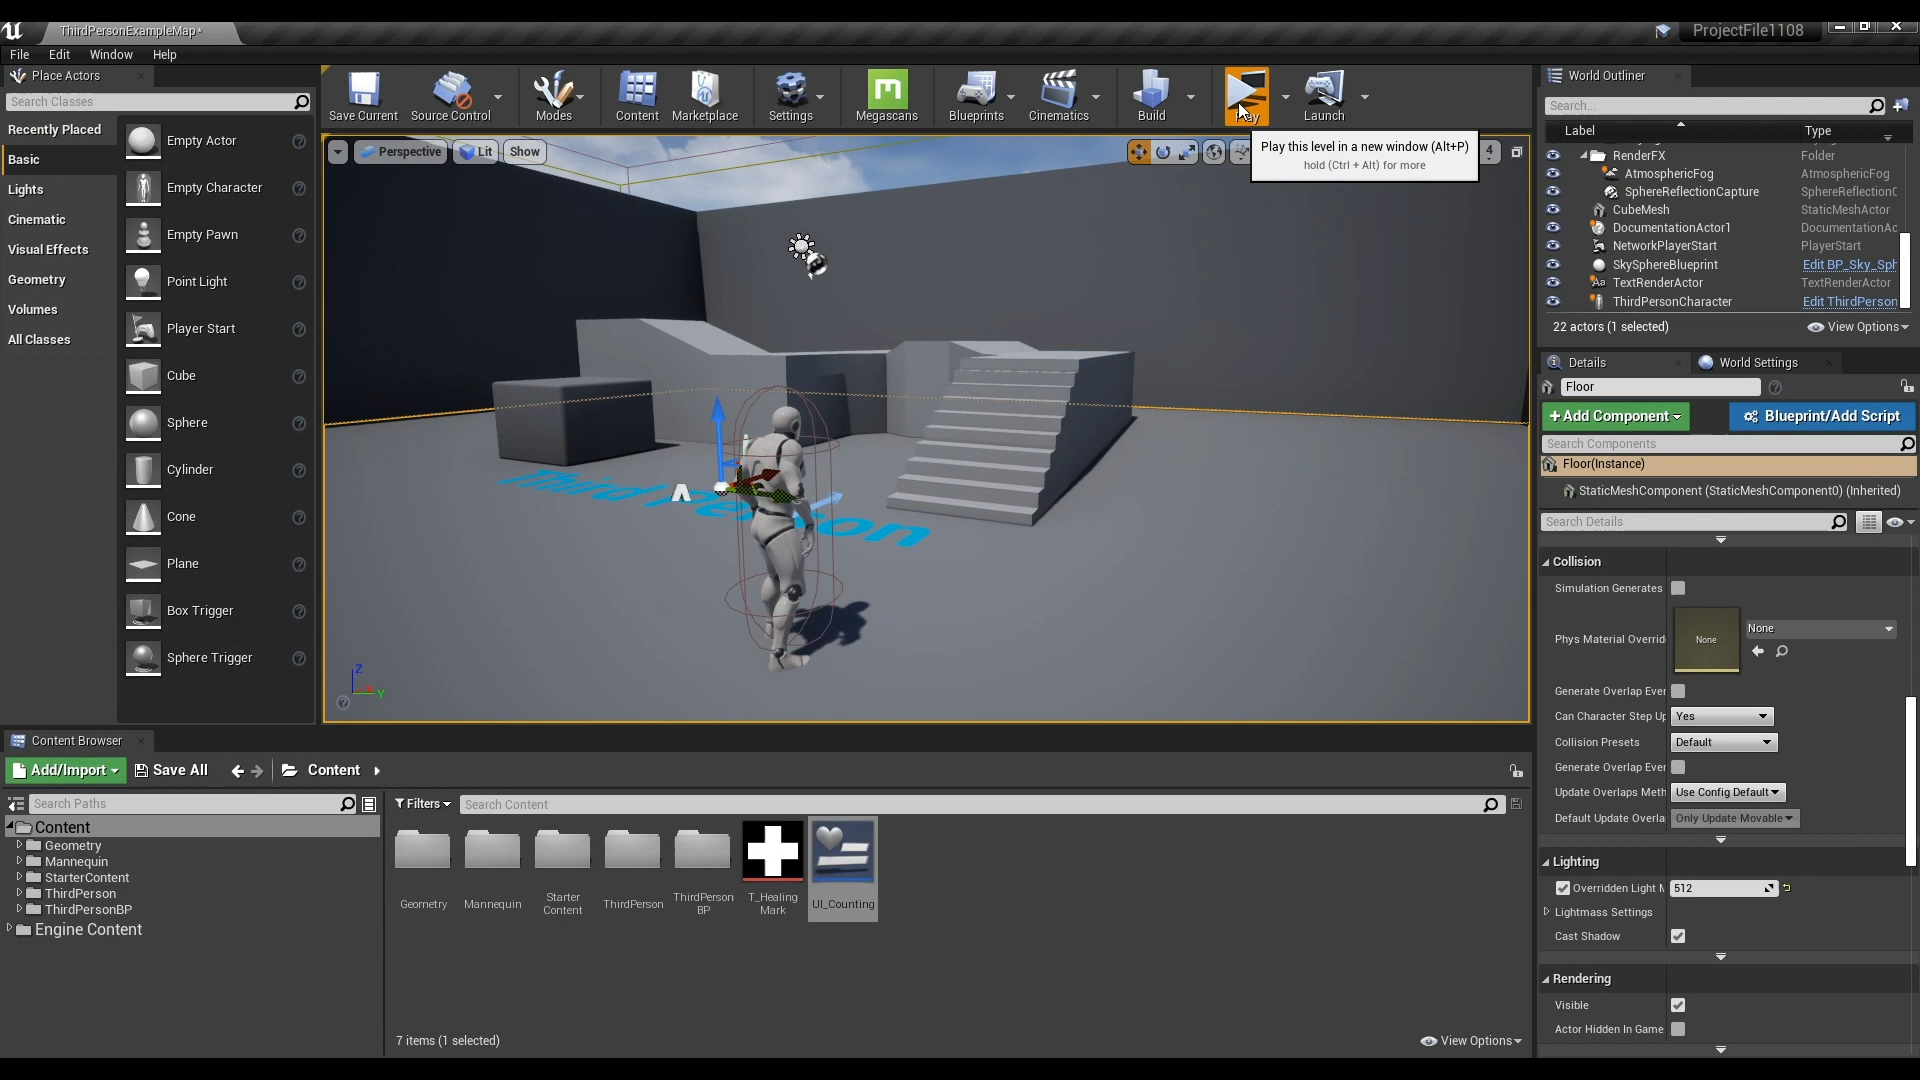 ThirdPersonExampleMap*
ProjectFile1108
File Edit Window Help
Place Actors
Search Classes
Recently Placed
Basic
Lights
Cinematic
Visual Effects
Geometry
Volumes
All Classes
Empty Actor
Empty Character
Empty Pawn
Point Light
Player Start
Cube
Sphere
Cylinder
Cone
Plane
Box Trigger
Sphere Trigger
Save Current
Source Control
Modes
Content
Marketplace
Settings
Megascans
Blueprints
Cinematics
Build
Play
Launch
Play this level in a new window (Alt+P)
hold (Ctrl + Alt) for more
Perspective
Lit
Show
4
Third Person
Z
Y
World Outliner
Search...
Label Type
RenderFX Folder
AtmosphericFog AtmosphericFog
SphereReflectionCapture SphereReflectionC
CubeMesh StaticMeshActor
DocumentationActor1 DocumentationAc
NetworkPlayerStart PlayerStart
SkySphereBlueprint Edit BP_Sky_Sph
TextRenderActor TextRenderActor
ThirdPersonCharacter Edit ThirdPerson
22 actors (1 selected)
View Options
Details
World Settings
Floor
+Add Component
Blueprint/Add Script
Search Components
Floor(Instance)
StaticMeshComponent (StaticMeshComponent0) (Inherited)
Search Details
Collision
Simulation Generates
Phys Material Overrid
None
None
Generate Overlap Ever
Can Character Step Up
Yes
Collision Presets
Default
Generate Overlap Ever
Update Overlaps Meth
Use Config Default
Default Update Overla
Only Update Movable
Lighting
Overridden Light M
512
Lightmass Settings
Cast Shadow
Rendering
Visible
Actor Hidden In Game
Content Browser
Add/Import
Save All
Content
Search Paths
Content
Geometry
Mannequin
StarterContent
ThirdPerson
ThirdPersonBP
Engine Content
Filters
Search Content
Geometry
Mannequin
Starter
Content
ThirdPerson
ThirdPerson
BP
T_Healing
Mark
UI_Counting
7 items (1 selected)
View Options